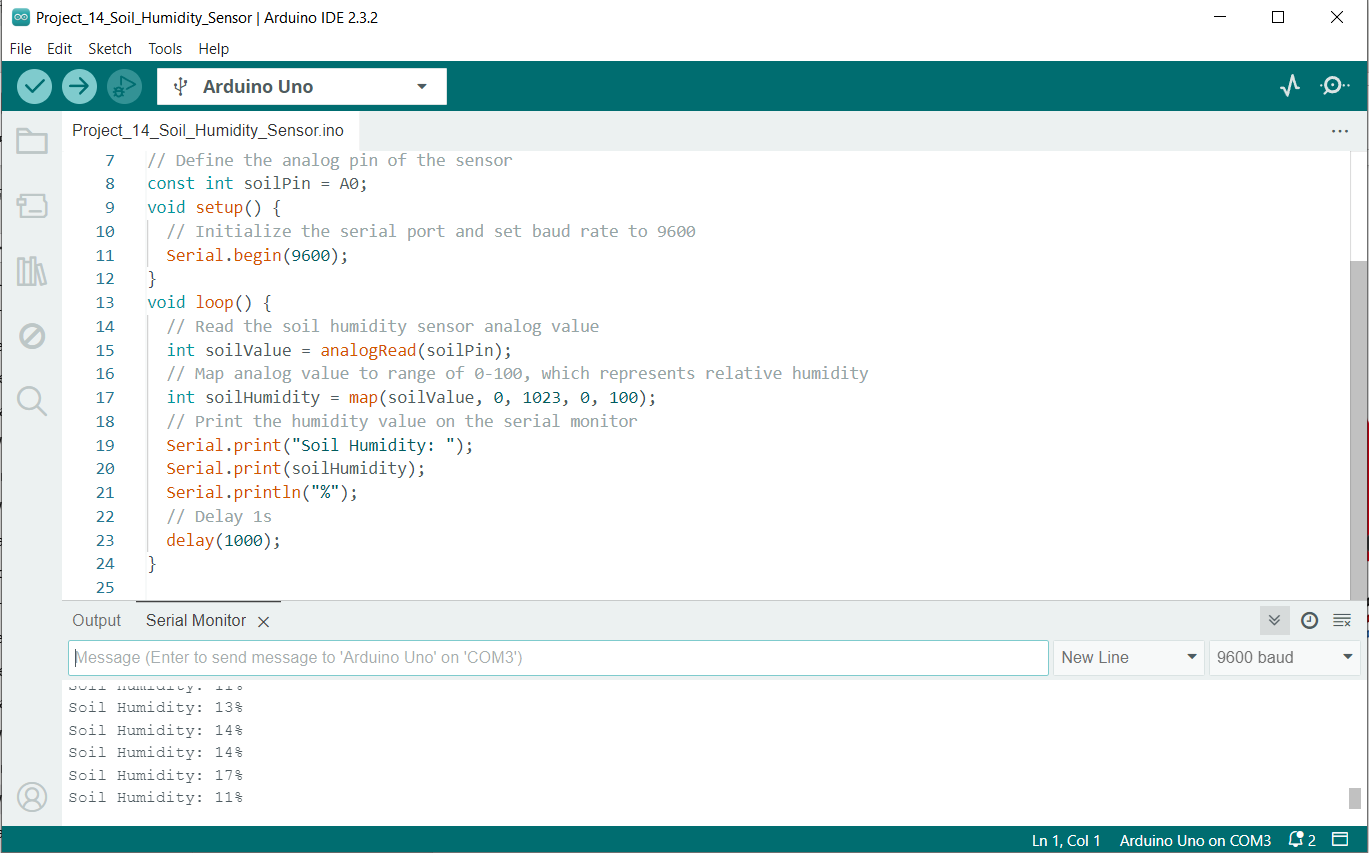 Project_14_Soil_Humidity_Sensor | Arduino IDE 2.3.2
File Edit Sketch Tools Help
Arduino Uno
Project_14_Soil_Humidity_Sensor.ino
7 // Define the analog pin of the sensor
8 const int soilPin = A0;
9 void setup() {
10 // Initialize the serial port and set baud rate to 9600
11 Serial.begin(9600);
12 }
13 void loop() {
14 // Read the soil humidity sensor analog value
15 int soilValue = analogRead(soilPin);
16 // Map analog value to range of 0-100, which represents relative humidity
17 int soilHumidity = map(soilValue, 0, 1023, 0, 100);
18 // Print the humidity value on the serial monitor
19 Serial.print("Soil Humidity: ");
20 Serial.print(soilHumidity);
21 Serial.println("%");
22 // Delay 1s
23 delay(1000);
24 }
25
Output Serial Monitor
Message (Enter to send message to 'Arduino Uno' on 'COM3') New Line 9600 baud
Soil Humidity: 11%
Soil Humidity: 13%
Soil Humidity: 14%
Soil Humidity: 14%
Soil Humidity: 17%
Soil Humidity: 11%
Ln 1, Col 1 Arduino Uno on COM3 2